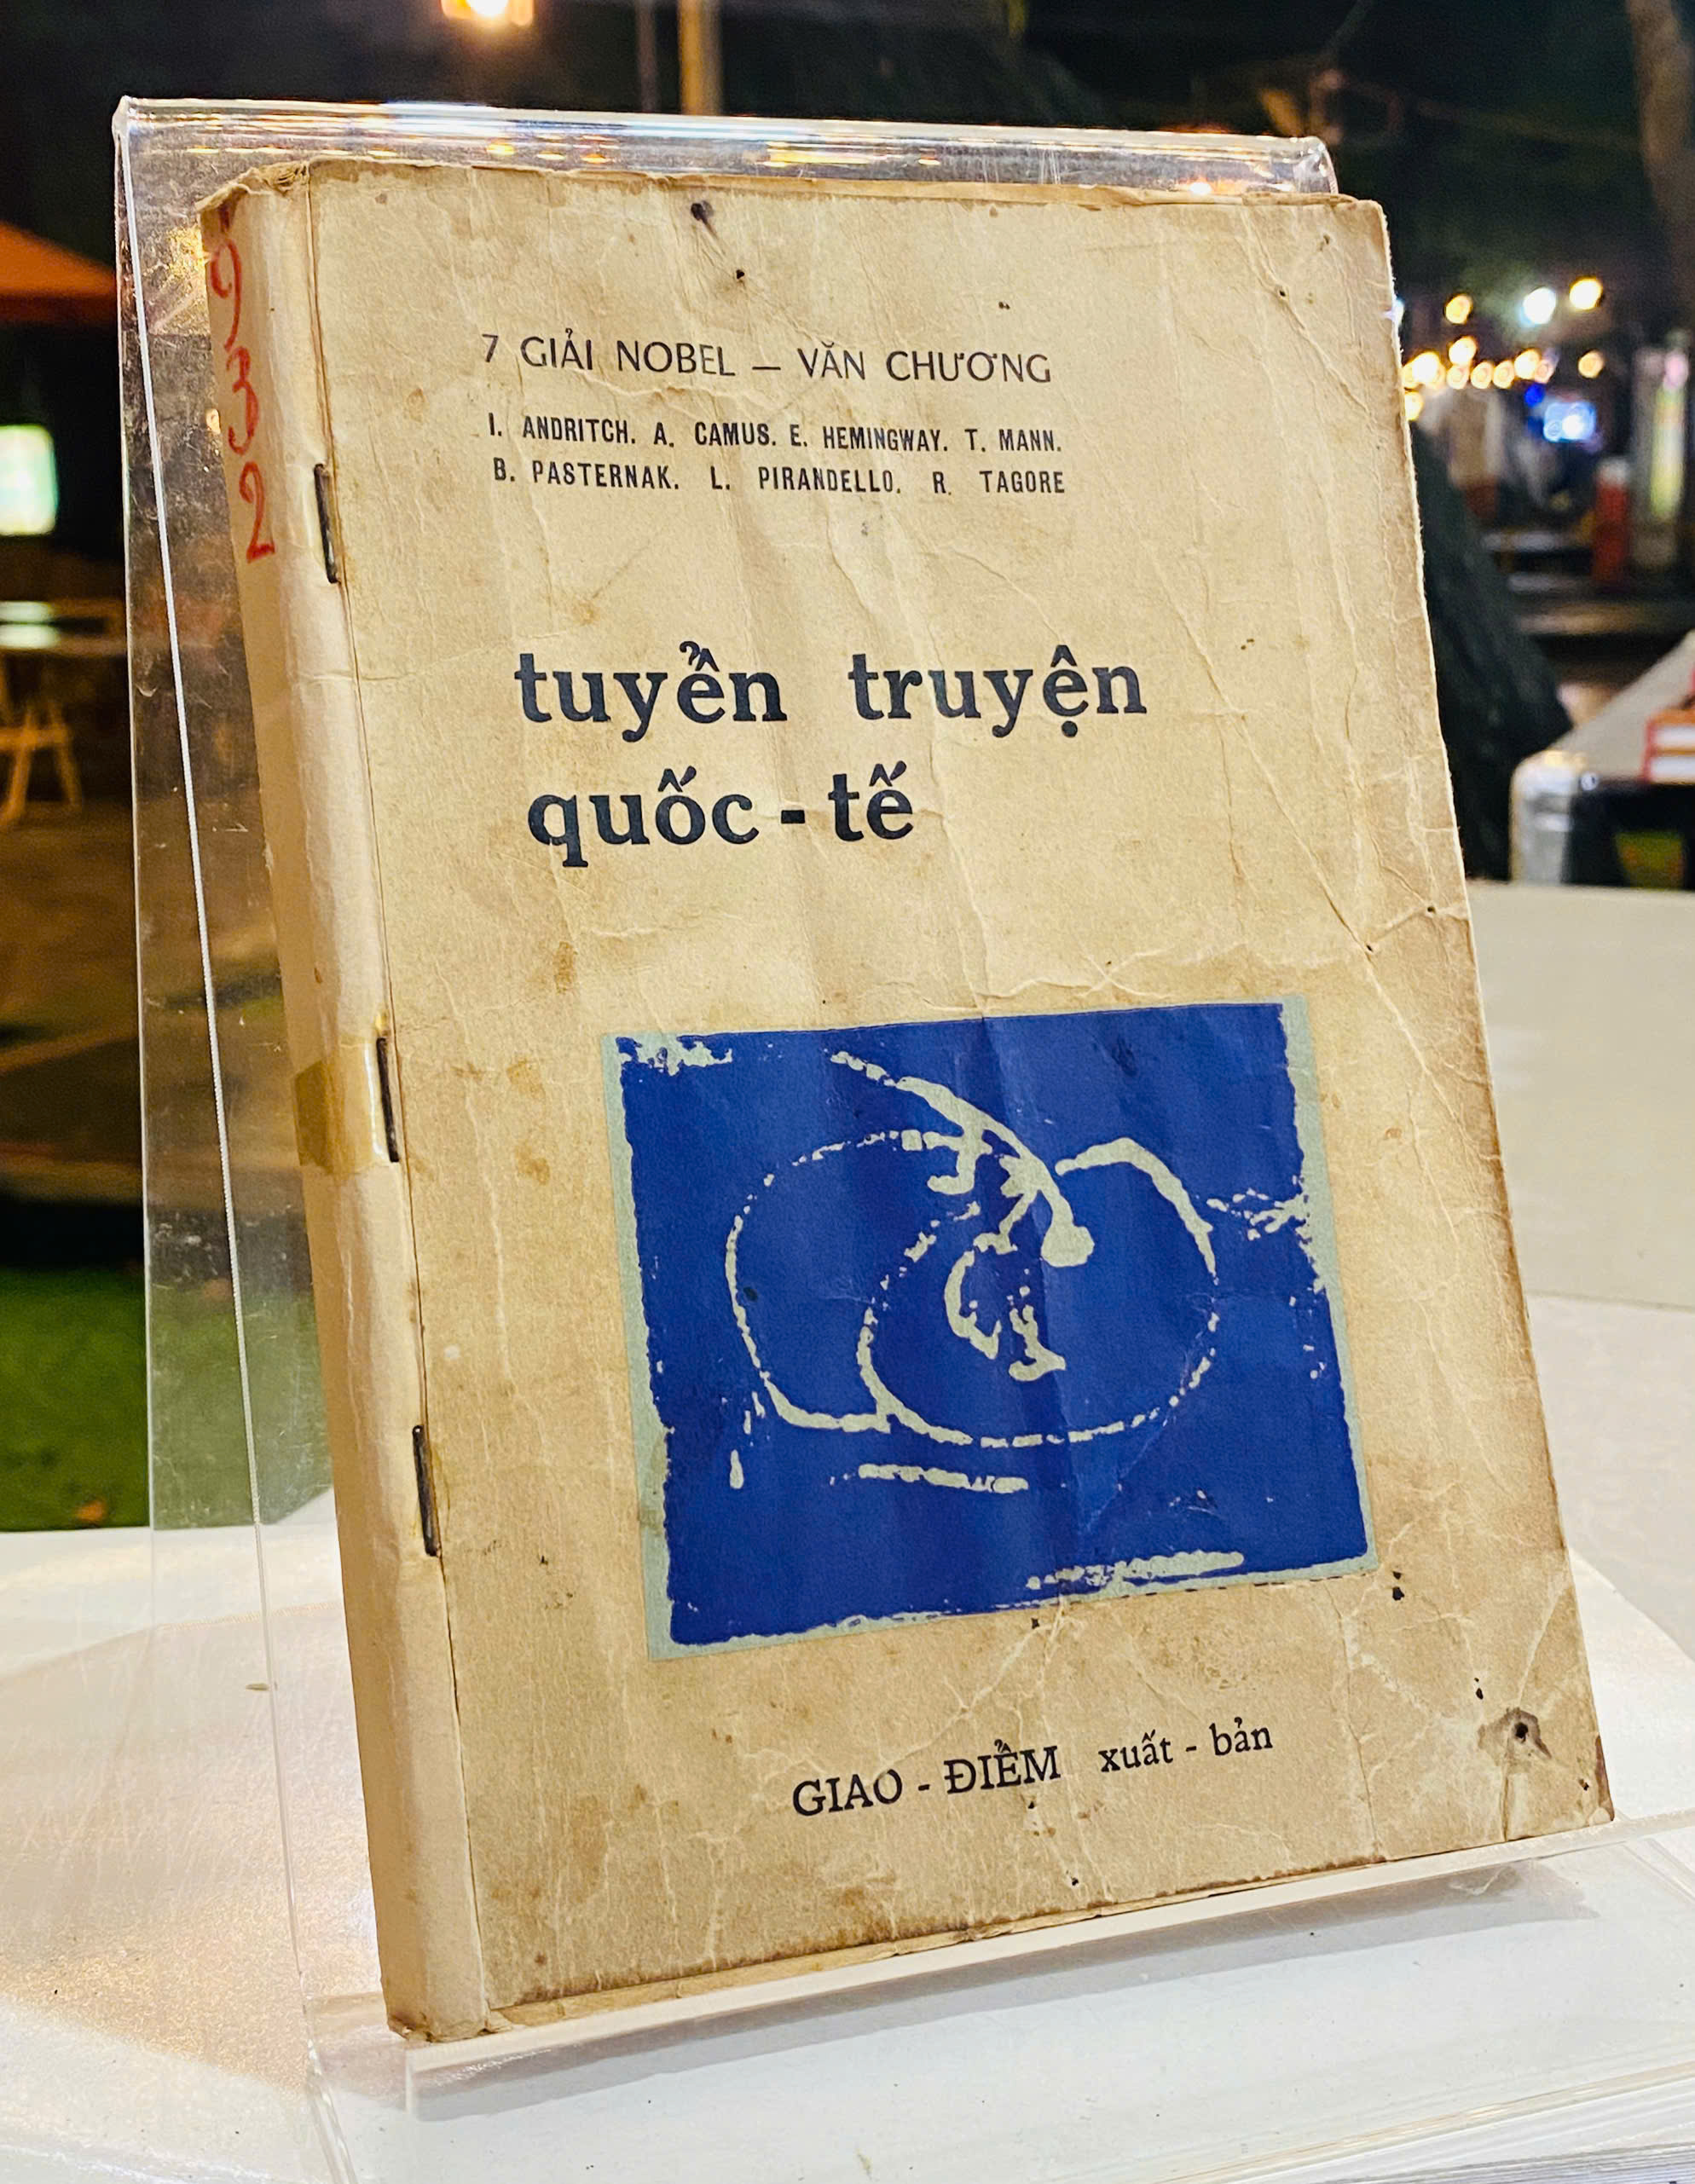 932
7 GIẢI NOBEL — VĂN CHƯƠNG
I. ANDRITCH. A. CAMUS. E. HEMINGWAY. T. MANN.
B. PASTERNAK. L. PIRANDELLO. R. TAGORE
tuyển truyện
quốc - tế
GIAO - ĐIỂM xuất - bản